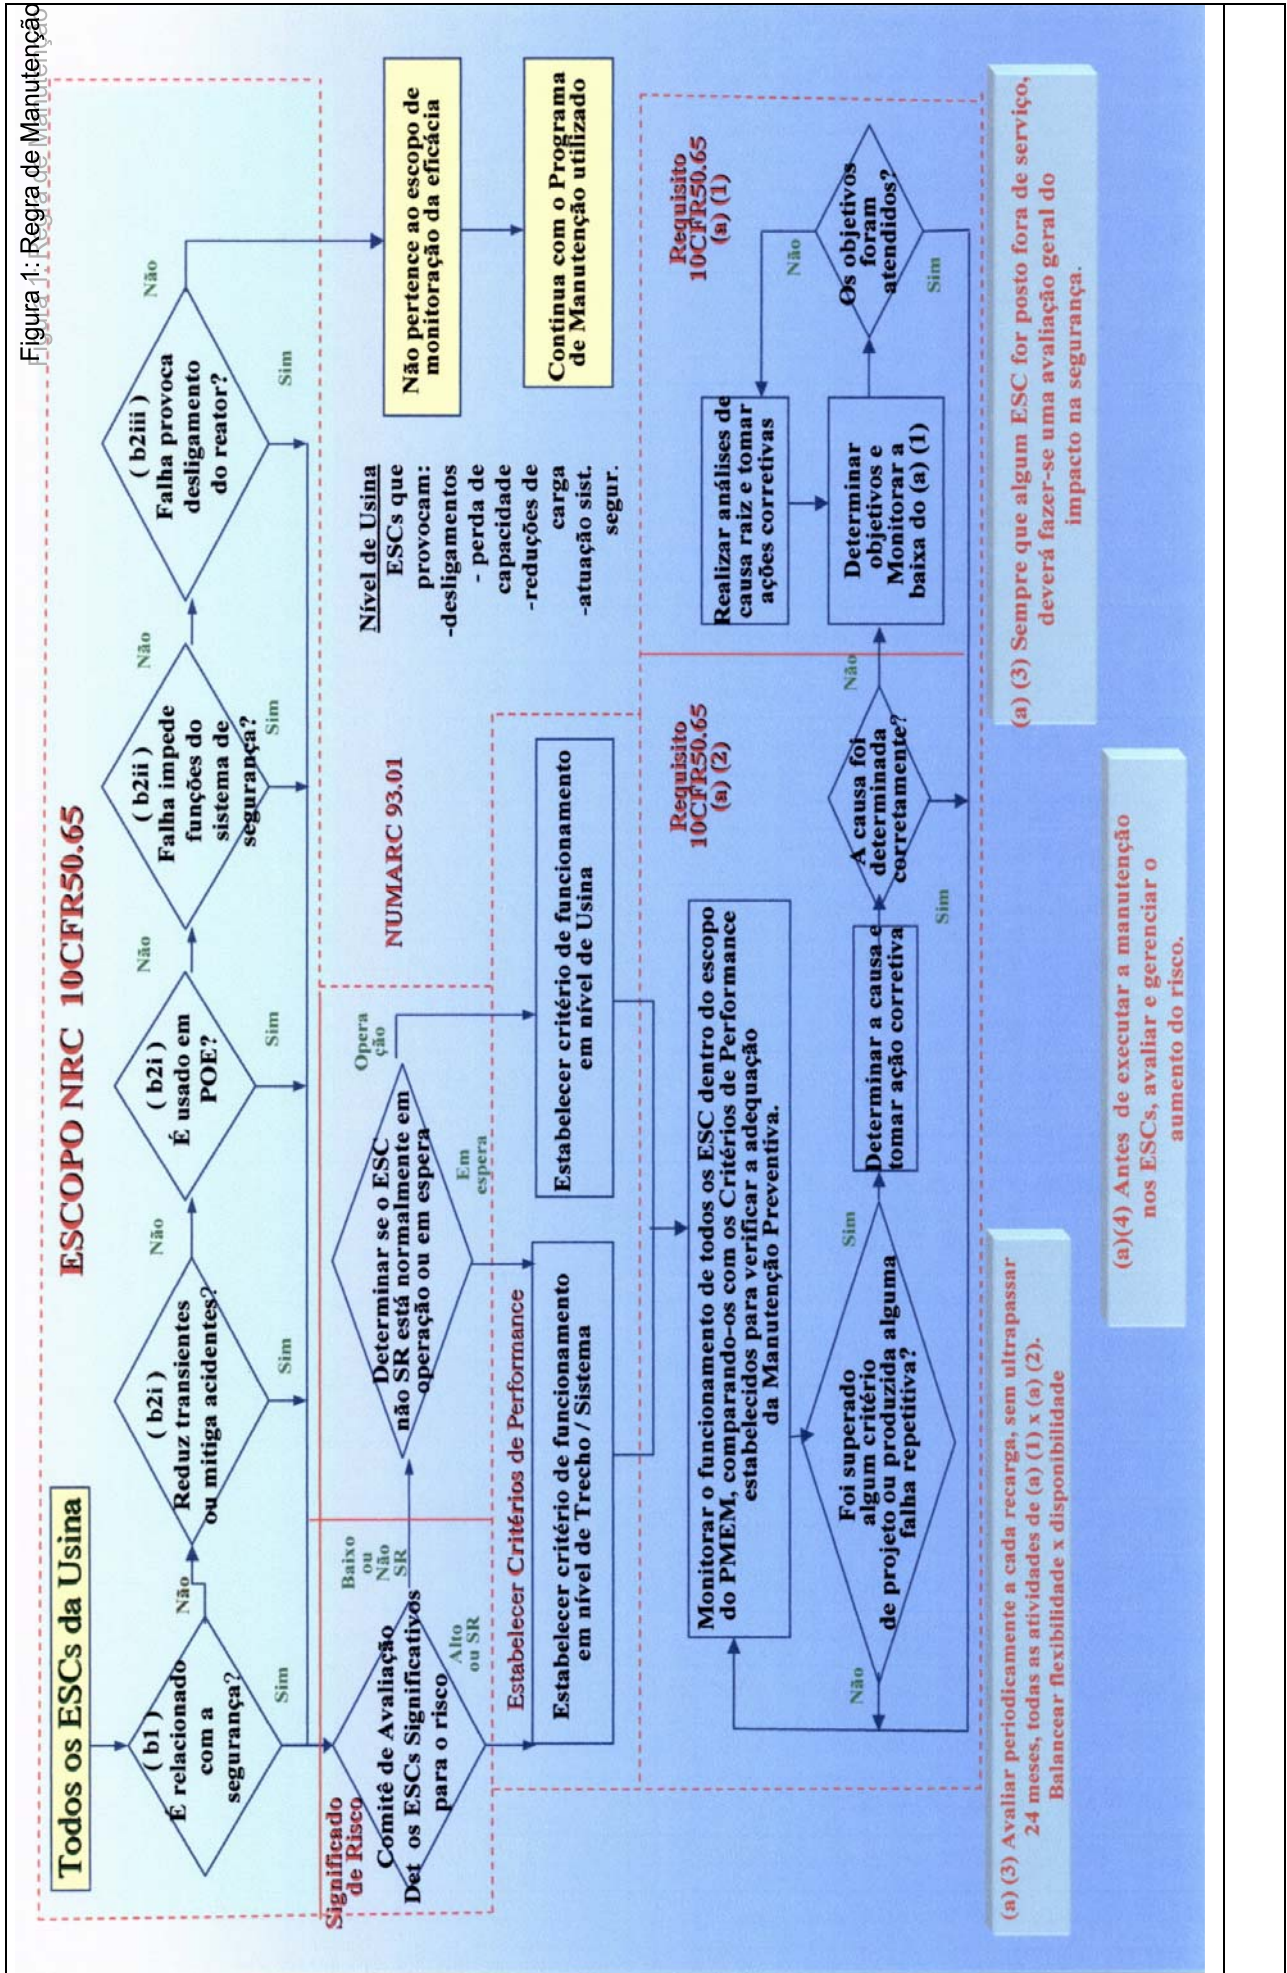 Figura 1: Regra de Manutenção
ESCOPO NRC 10CFR50.65
Todos os ESCs da Usina
( b1 )
É relacionado
com a
segurança?
Não
Sim
( b2i )
Reduz transientes
ou mitiga acidentes?
Não
Sim
( b2i )
É usado em
POE?
Não
Sim
( b2ii )
Falha impede
funções do
sistema de
segurança?
Não
Sim
( b2iii )
Falha provoca
desligamento
do reator?
Não
Sim
Não pertence ao escopo de
monitoração da eficácia
Continua com o Programa
de Manutenção utilizado
Significado
de Risco
Comitê de Avaliação
Det os ESCs Significativos
para o risco
Baixo
ou
Não
SR
Alto
ou SR
Determinar se o ESC
não SR está normalmente em
operação ou em espera
Opera
ção
Em
espera
NUMARC 93.01
Nível de Usina
ESCs que
provocam:
-desligamentos
- perda de
capacidade
-reduções de
carga
-atuação sist.
segur.
Estabelecer Critérios de Performance
Estabelecer critério de funcionamento
em nível de Trecho / Sistema
Estabelecer critério de funcionamento
em nível de Usina
Requisito
10CFR50.65
(a) (2)
Monitorar o funcionamento de todos os ESC dentro do escopo
do PMEM, comparando-os com os Critérios de Performance
estabelecidos para verificar a adequação
da Manutenção Preventiva.
Foi superado
algum critério
de projeto ou produzida alguma
falha repetitiva?
Não
Sim
Determinar a causa e
tomar ação corretiva
A causa foi
determinada
corretamente?
Não
Sim
Requisito
10CFR50.65
(a) (1)
Realizar análises de
causa raiz e tomar
ações corretivas
Determinar
objetivos e
Monitorar a
baixa do (a) (1)
Os objetivos
foram
atendidos?
Não
Sim
(a) (3) Avaliar periodicamente a cada recarga, sem ultrapassar
24 meses, todas as atividades de (a) (1) x (a) (2).
Balancear flexibilidade x disponibilidade
(a)(4) Antes de executar a manutenção
nos ESCs, avaliar e gerenciar o
aumento do risco.
(a) (3) Sempre que algum ESC for posto fora de serviço,
deverá fazer-se uma avaliação geral do
impacto na segurança.